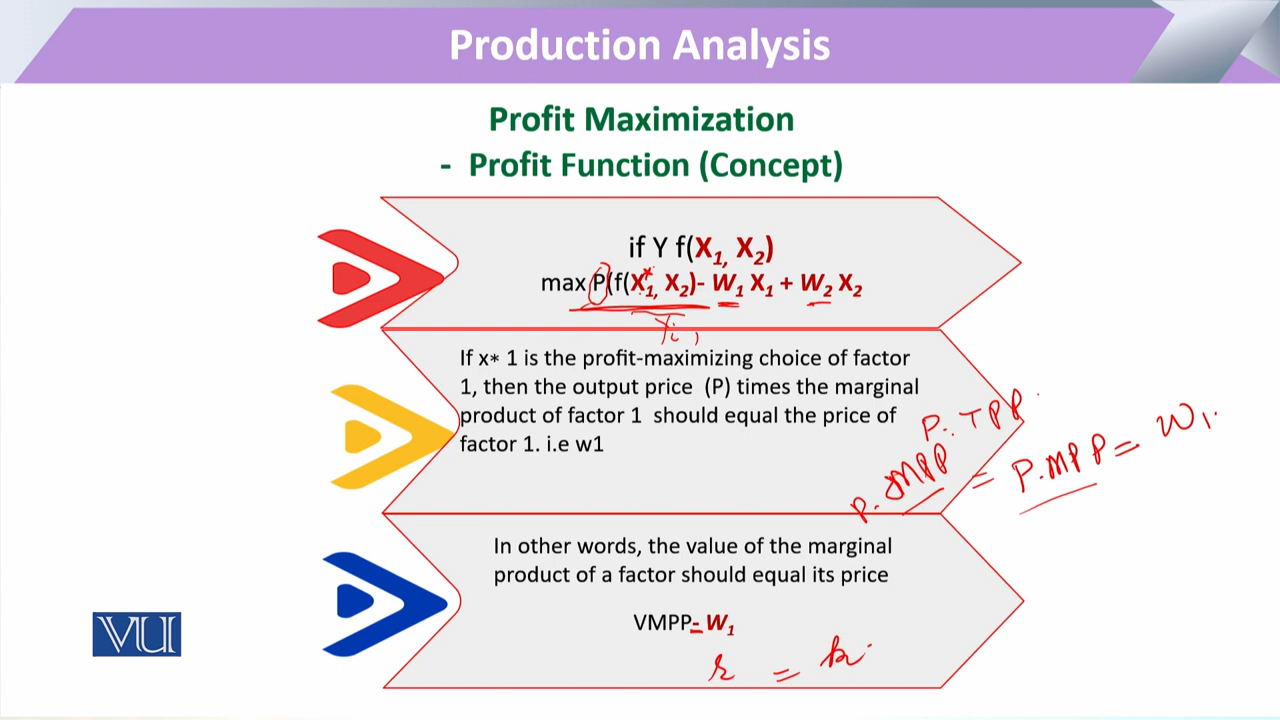 Production Analysis
Profit Maximization
- Profit Function (Concept)
if Y f(X1, X2)
max P(f(X*1, X2)- W1 X1 + W2 X2
Yi,
If x* 1 is the profit-maximizing choice of factor
1, then the output price (P) times the marginal
product of factor 1 should equal the price of
factor 1. i.e w1
P. TPP.
P. MPP = P.MPP = W1.
In other words, the value of the marginal
product of a factor should equal its price
VMPP- W1
r = k.
VU